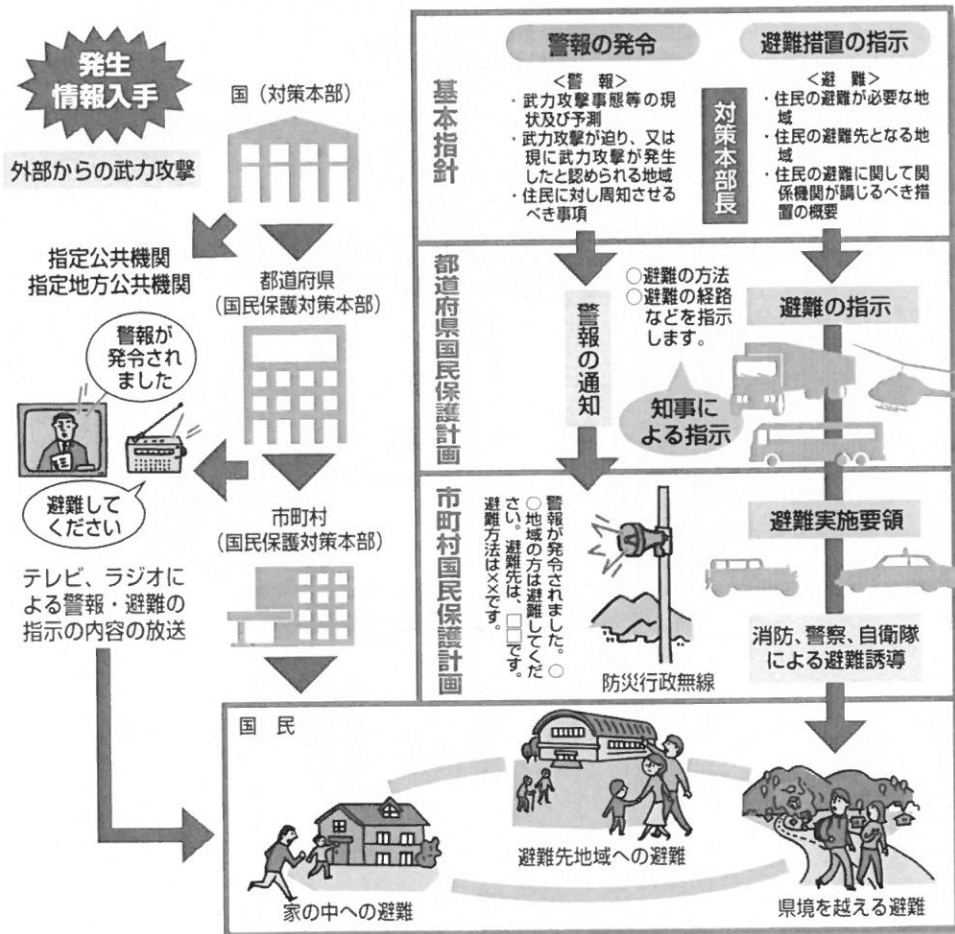 発生
情報入手
外部からの武力攻撃
国（対策本部）
指定公共機関
指定地方公共機関
都道府県
（国民保護対策本部）
警報が
発令され
ました
避難して
ください
テレビ、ラジオに
よる警報・避難の
指示の内容の放送
市町村
（国民保護対策本部）
基本指針
警報の発令
＜警 報＞
・武力攻撃事態等の現
状及び予測
・武力攻撃が迫り、又は
現に武力攻撃が発生
したと認められる地域
・住民に対し周知させる
べき事項
対策本部長
避難措置の指示
＜避 難＞
・住民の避難が必要な地
域
・住民の避難先となる地
域
・住民の避難に関して関
係機関が講じるべき措
置の概要
都道府県国民保護計画
警報の通知
○避難の方法
○避難の経路
などを指示
します。
知事に
よる指示
避難の指示
市町村国民保護計画
警報が発令されました。○
○地域の方は避難してくだ
さい。避難先は、□□です。
避難方法は××です。
防災行政無線
避難実施要領
消防、警察、自衛隊
による避難誘導
国 民
家の中への避難
避難先地域への避難
県境を越える避難